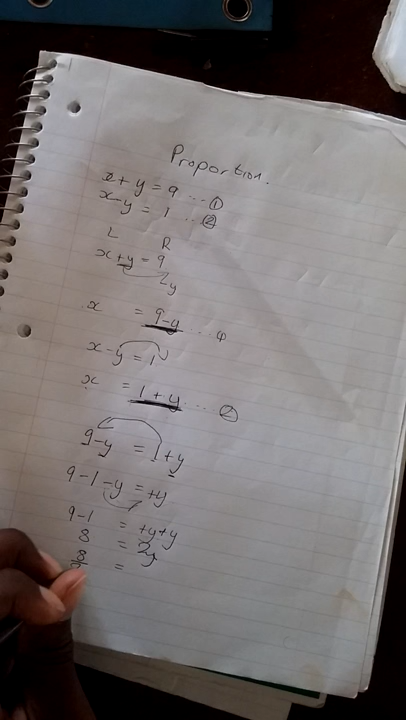 Proportion.
x + y = 9 ... ①
x - y = 1 ... ②
L R
x + y = 9
- y
x = 9 - y ... ①
x - y = 1
x = 1 + y ... ②
9 - y = 1 + y
9 - 1 - y = + y
9 - 1 = + y + y
8 = 2y
8 =